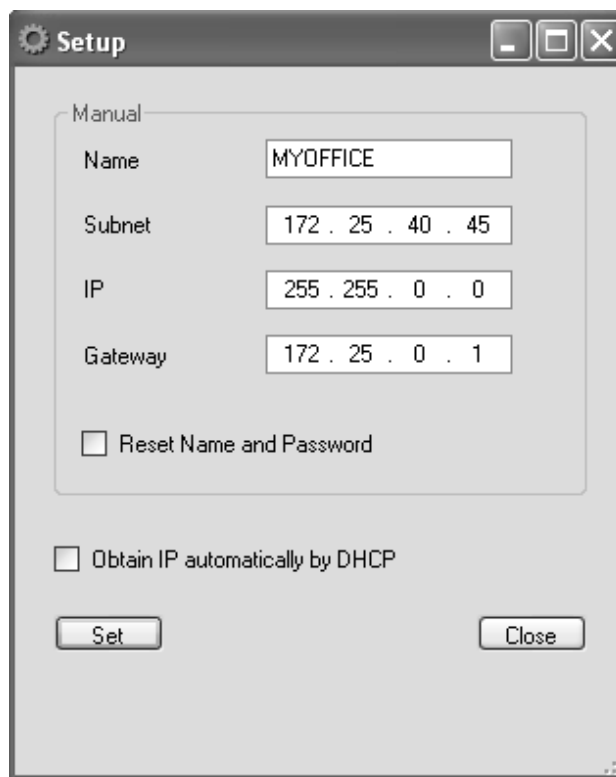 Setup
Manual
Name MYOFFICE
Subnet 172 . 25 . 40 . 45
IP 255 . 255 . 0 . 0
Gateway 172 . 25 . 0 . 1
Reset Name and Password
Obtain IP automatically by DHCP
Set Close